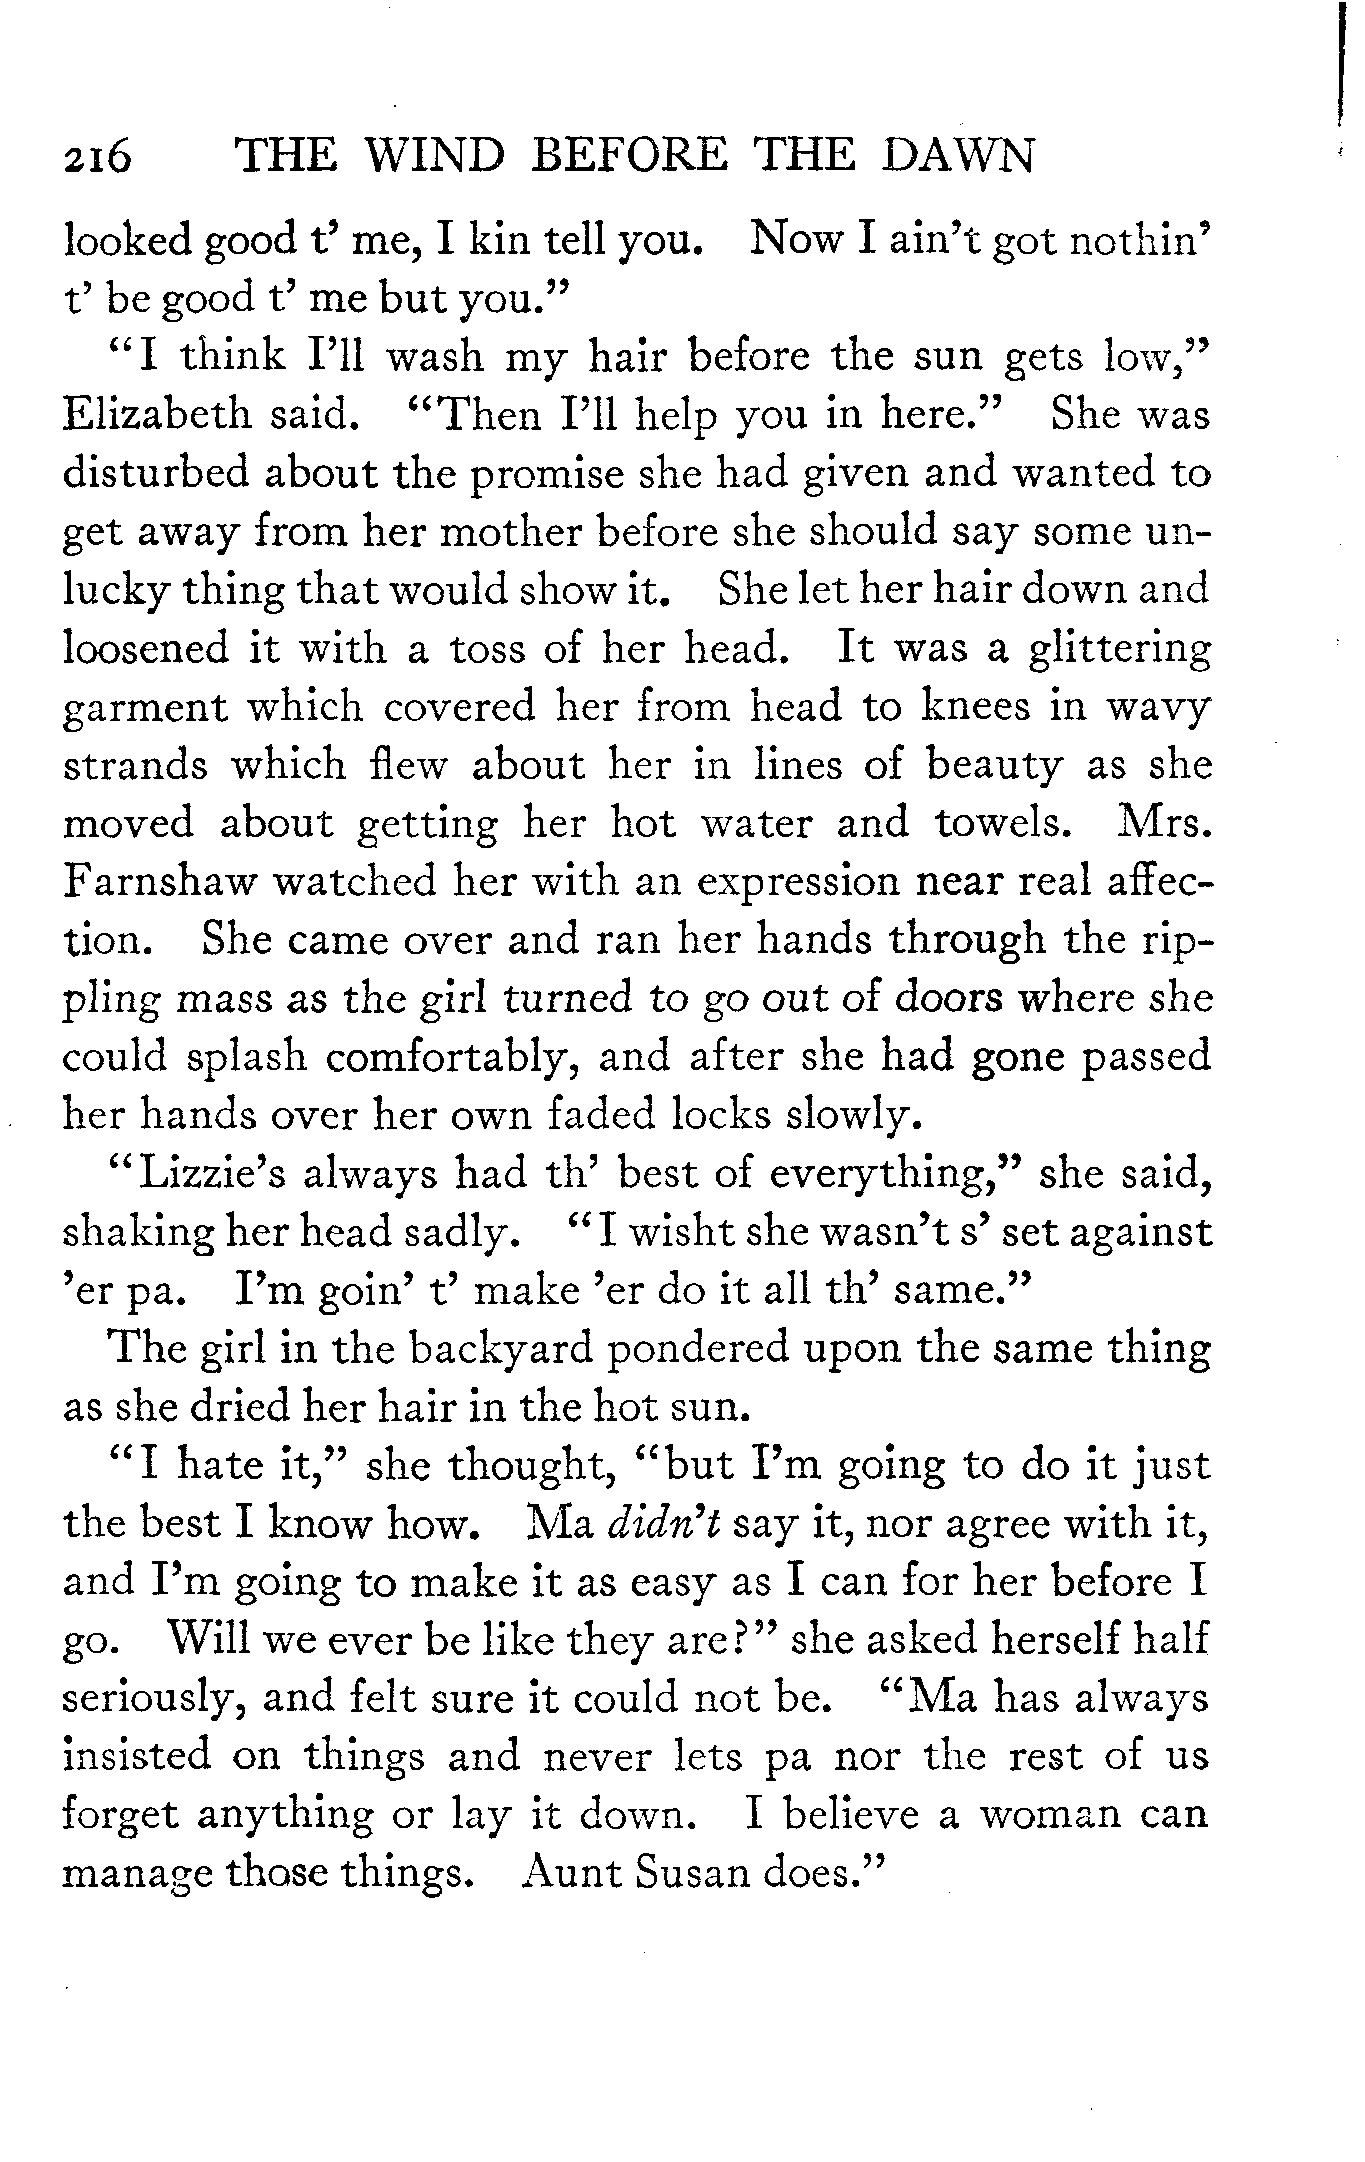 216 THE WIND BEFORE THE DAWN
looked good t’ me, I kin tell you. Now I ain’t got nothin’
t’ be good t’ me but you.”
“I think I’ll wash my hair before the sun gets low,”
Elizabeth said. “Then I’ll help you in here.” She was
disturbed about the promise she had given and wanted to
get away from her mother before she should say some un-
lucky thing that would show it. She let her hair down and
loosened it with a toss of her head. It was a glittering
garment which covered her from head to knees in wavy
strands which flew about her in lines of beauty as she
moved about getting her hot water and towels. Mrs.
Farnshaw watched her with an expression near real affec-
tion. She came over and ran her hands through the rip-
pling mass as the girl turned to go out of doors where she
could splash comfortably, and after she had gone passed
her hands over her own faded locks slowly.
“Lizzie’s always had th’ best of everything,” she said,
shaking her head sadly. “I wisht she wasn’t s’ set against
’er pa. I’m goin’ t’ make ’er do it all th’ same.”
The girl in the backyard pondered upon the same thing
as she dried her hair in the hot sun.
“I hate it,” she thought, “but I’m going to do it just
the best I know how. Ma didn’t say it, nor agree with it,
and I’m going to make it as easy as I can for her before I
go. Will we ever be like they are?” she asked herself half
seriously, and felt sure it could not be. “Ma has always
insisted on things and never lets pa nor the rest of us
forget anything or lay it down. I believe a woman can
manage those things. Aunt Susan does.”